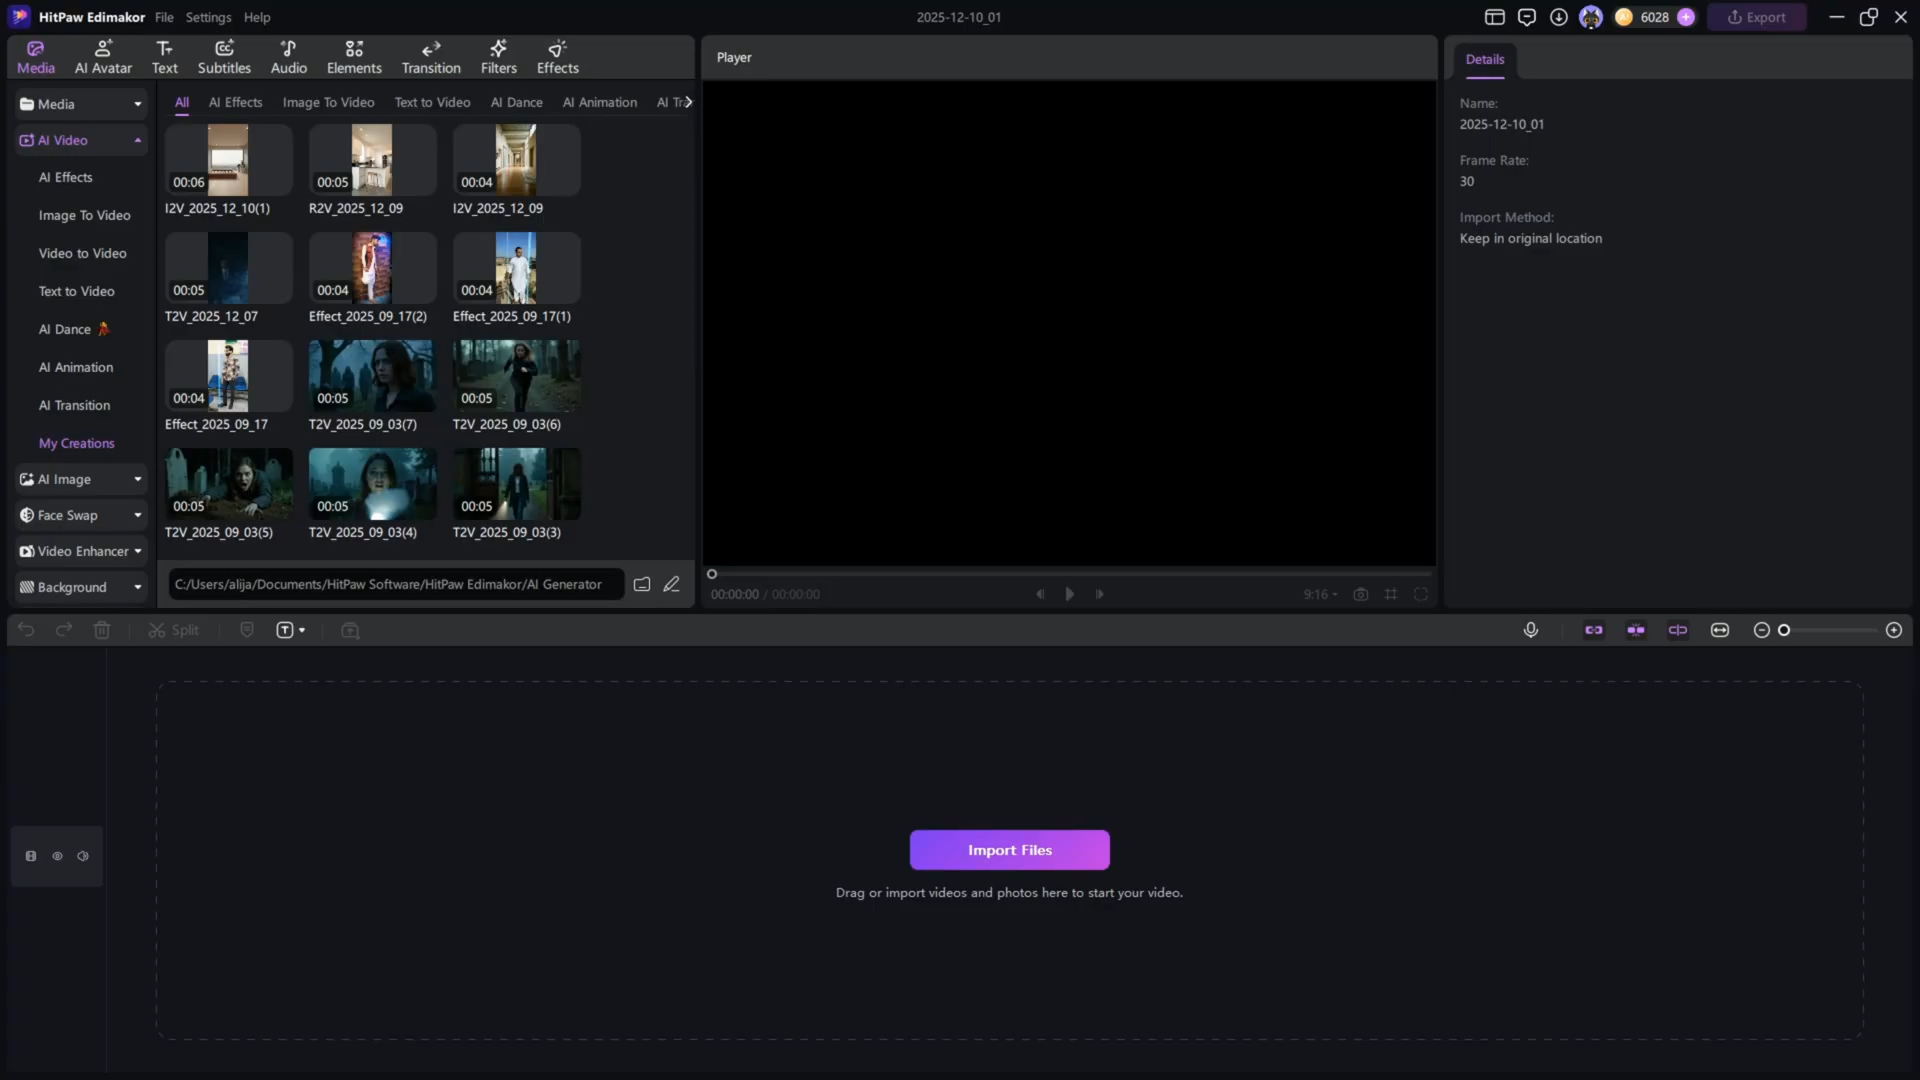 HitPaw Edimakor File Settings Help 2025-12-10_01 6028 Export
Media AI Avatar Text Subtitles Audio Elements Transition Filters Effects
Media
AI Video
AI Effects
Image To Video
Video to Video
Text to Video
AI Dance
AI Animation
AI Transition
My Creations
AI Image
Face Swap
Video Enhancer
Background
All AI Effects Image To Video Text to Video AI Dance AI Animation AI Tra
00:06 00:05 00:04
I2V_2025_12_10(1) R2V_2025_12_09 I2V_2025_12_09
00:05 00:04 00:04
T2V_2025_12_07 Effect_2025_09_17(2) Effect_2025_09_17(1)
00:04 00:05 00:05
Effect_2025_09_17 T2V_2025_09_03(7) T2V_2025_09_03(6)
00:05 00:05 00:05
T2V_2025_09_03(5) T2V_2025_09_03(4) T2V_2025_09_03(3)
C:/Users/alija/Documents/HitPaw Software/HitPaw Edimakor/AI Generator
Player
00:00:00 / 00:00:00 9:16
Details
Name:
2025-12-10_01
Frame Rate:
30
Import Method:
Keep in original location
Split
Import Files
Drag or import videos and photos here to start your video.